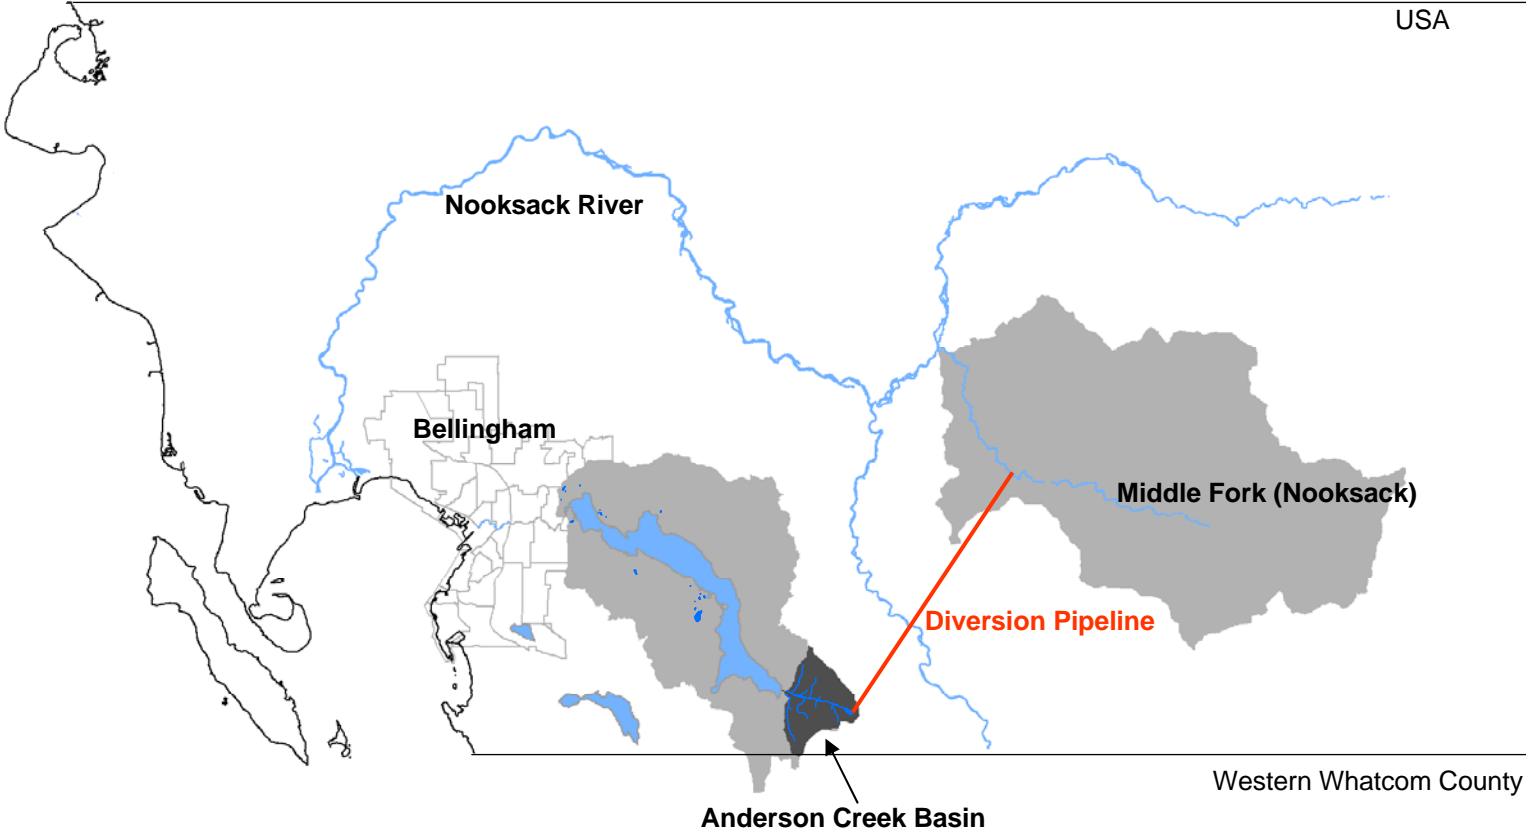 USA
Nooksack River
Bellingham
Middle Fork (Nooksack)
Diversion Pipeline
Western Whatcom County
Anderson Creek Basin